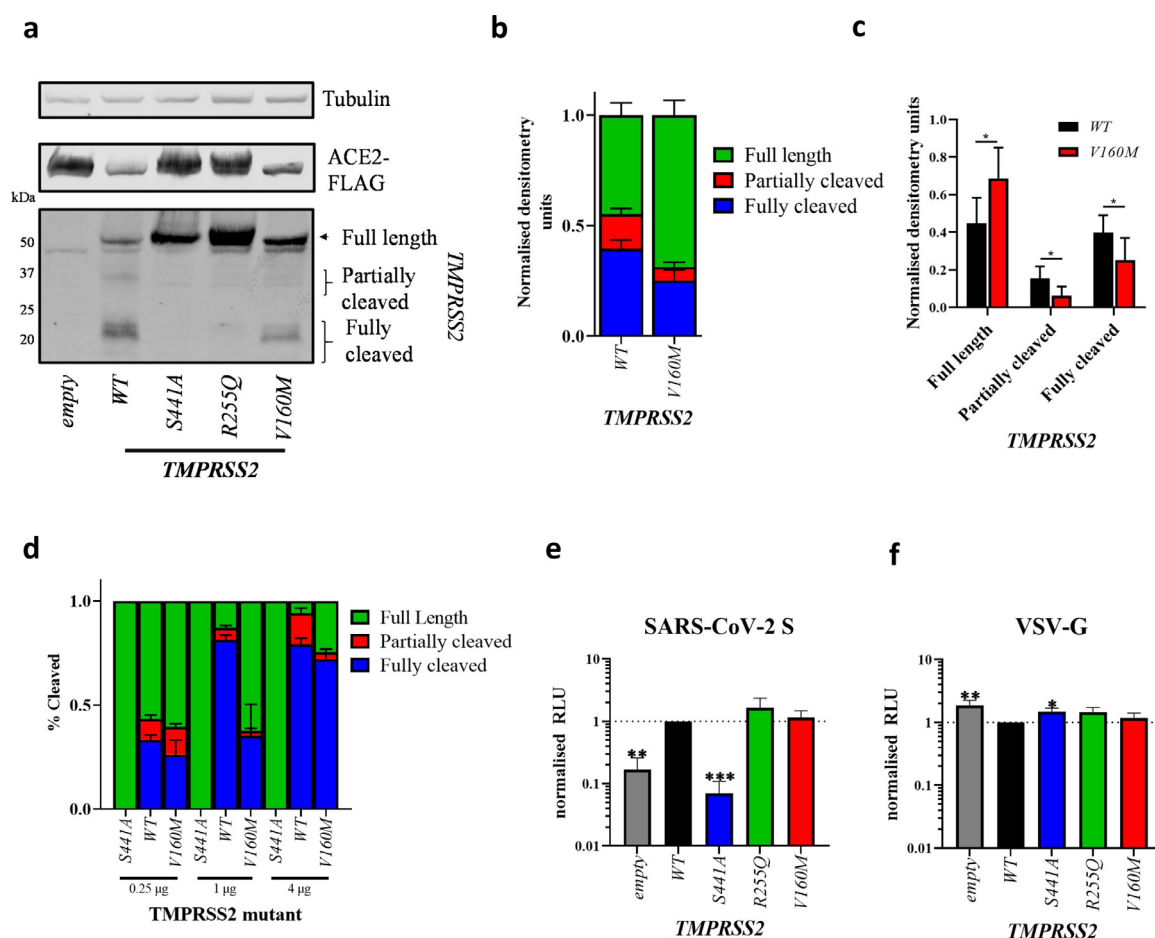 a
Tubulin
ACE2-
FLAG
kDa
50
37
25
20
Full length
Partially
cleaved
Fully
cleaved
TMPRSS2
empty
WT
S441A
R255Q
V160M
TMPRSS2
b
Normalised densitometry
units
1.0
0.5
0.0
WT
V160M
TMPRSS2
Full length
Partially cleaved
Fully cleaved
c
Normalised densitometry units
1.0
0.8
0.6
0.4
0.2
0.0
*
*
*
WT
V160M
Full length
Partially cleaved
Fully cleaved
TMPRSS2
d
% Cleaved
1.0
0.5
0.0
S441A
WT
V160M
S441A
WT
V160M
S441A
WT
V160M
0.25 µg
1 µg
4 µg
TMPRSS2 mutant
Full Length
Partially cleaved
Fully cleaved
e
SARS-CoV-2 S
normalised RLU
10
1
0.1
0.01
**
***
empty
WT
S441A
R255Q
V160M
TMPRSS2
f
VSV-G
normalised RLU
10
1
0.1
0.01
**
*
empty
WT
S441A
R255Q
V160M
TMPRSS2